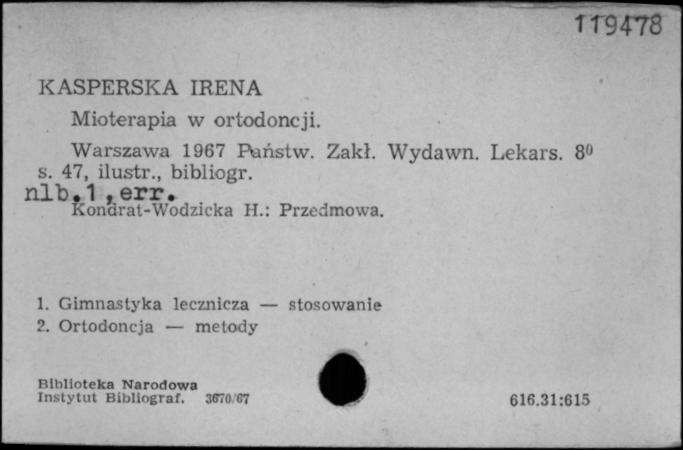 119478
KASPERSKA IRENA
Mioterapia w ortodoncji.
Warszawa 1967 Państw. Zakł. Wydawn. Lekars. 8⁰
s. 47, ilustr., bibliogr.
nlb.1,err.
Kondrat-Wodzicka H.: Przedmowa.
1. Gimnastyka lecznicza — stosowanie
2. Ortodoncja — metody
Biblioteka Narodowa
Instytut Bibliograf. 3670/67
616.31:615